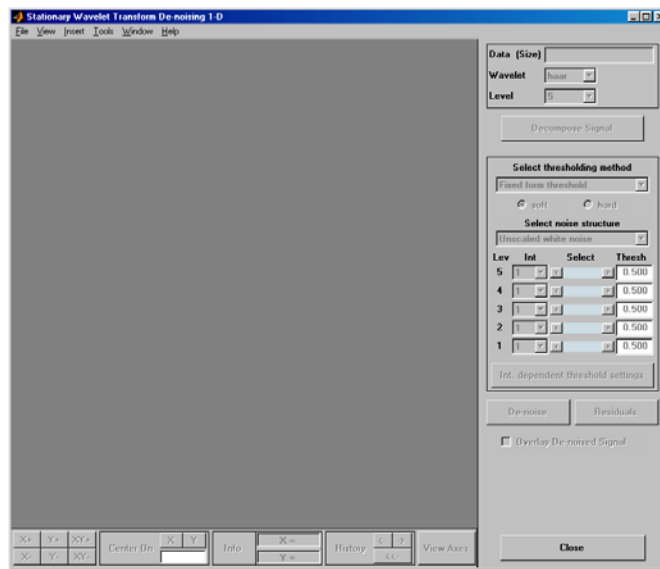 Stationary Wavelet Transform De-noising 1-D
File View Insert Tools Window Help
Data (Size)
Wavelet haar
Level 5
Decompose Signal
Select thresholding method
Fixed form threshold
soft hard
Select noise structure
Unscaled white noise
Lev Int Select Thresh
5 1 0.500
4 1 0.500
3 1 0.500
2 1 0.500
1 1 0.500
Int. dependent threshold settings
De-noise Residuals
Overlay De-noised Signal
X+ Y+ XY+
X- Y- XY-
Center On X Y
Info X =
Y =
History <- ->
<<-
View Axes
Close